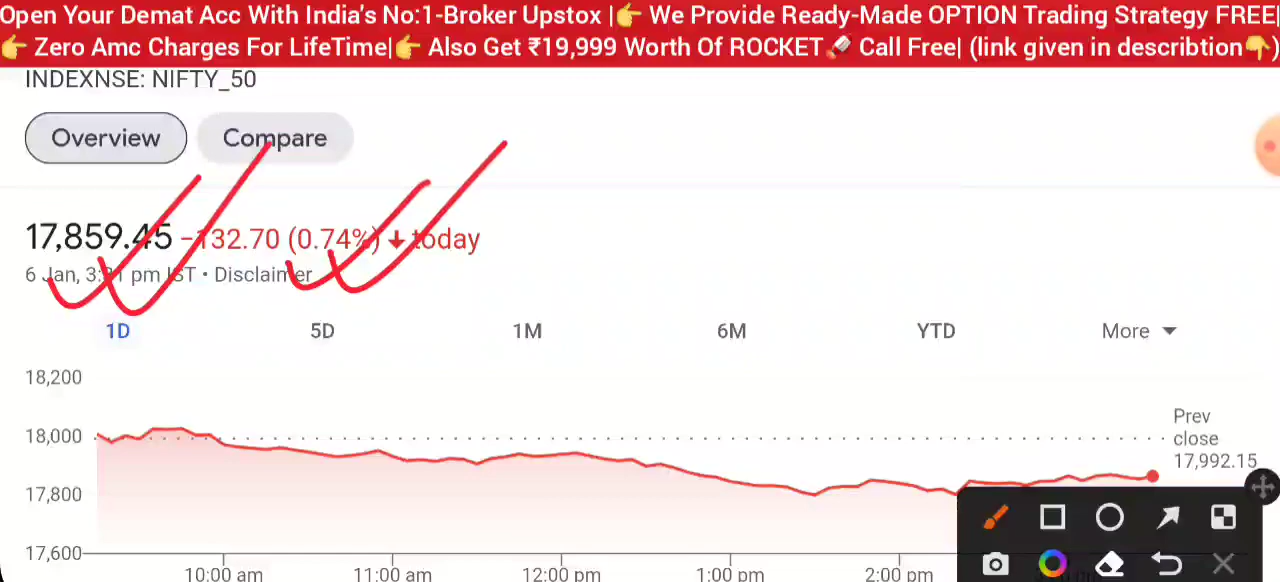 Open Your Demat Acc With India's No:1-Broker Upstox |👉 We Provide Ready-Made OPTION Trading Strategy FREE|
👉 Zero Amc Charges For LifeTime|👉 Also Get ₹19,999 Worth Of ROCKET🚀 Call Free| (link given in describtion👇)
INDEXNSE: NIFTY_50
Overview Compare
17,859.45 −132.70 (0.74%) ↓ today
6 Jan, pm IST • Disclaimer
1D 5D 1M 6M YTD More
18,200
18,000
17,800
17,600
Prev
close
17,992.15
10:00 am 11:00 am 12:00 pm 1:00 pm 2:00 pm